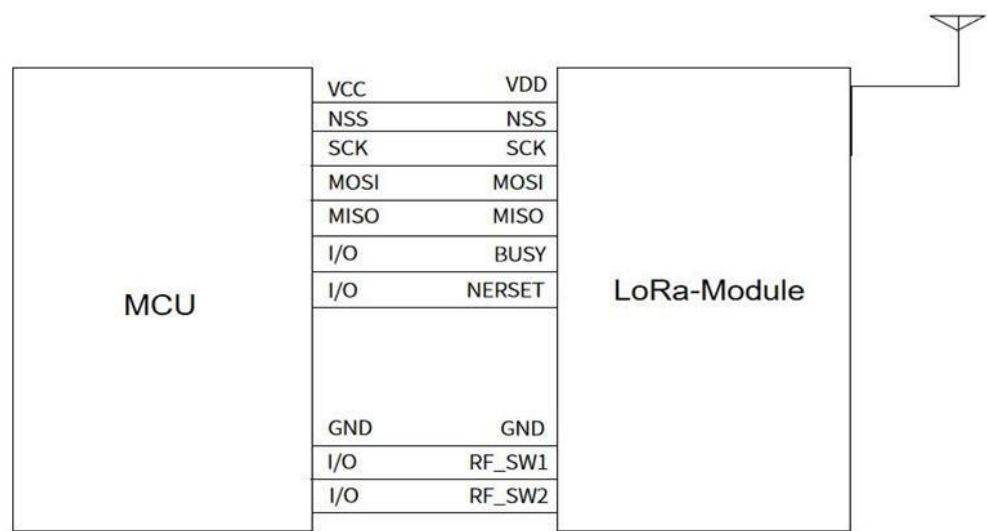 VCC VDD
NSS NSS
SCK SCK
MOSI MOSI
MISO MISO
I/O BUSY
I/O NERSET
MCU
LoRa-Module
GND GND
I/O RF_SW1
I/O RF_SW2